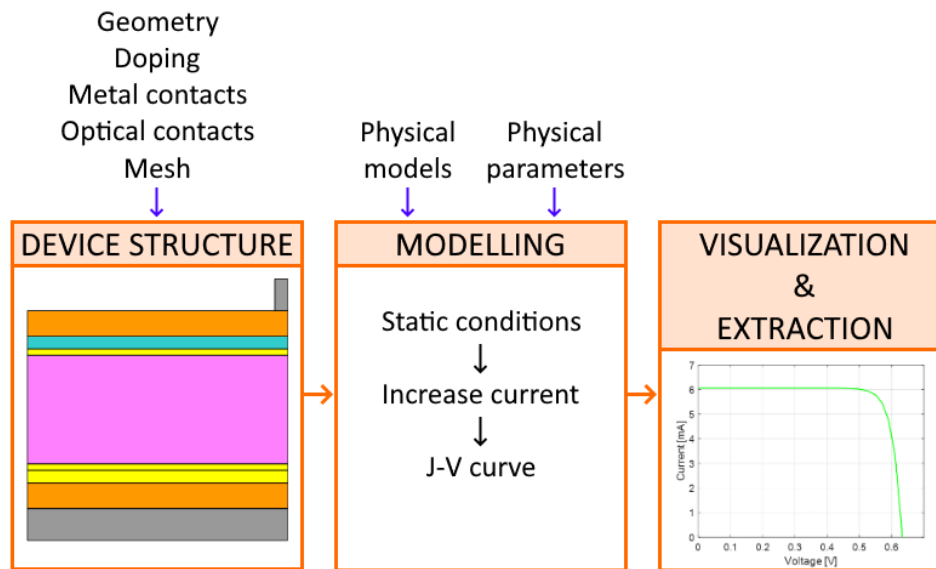 Geometry
Doping
Metal contacts
Optical contacts
Mesh
Physical
models
Physical
parameters
DEVICE STRUCTURE
MODELLING
Static conditions
Increase current
J-V curve
VISUALIZATION
&
EXTRACTION
Current [mA]
7
6
5
4
3
2
1
0
0 0.1 0.2 0.3 0.4 0.5 0.6
Voltage [V]